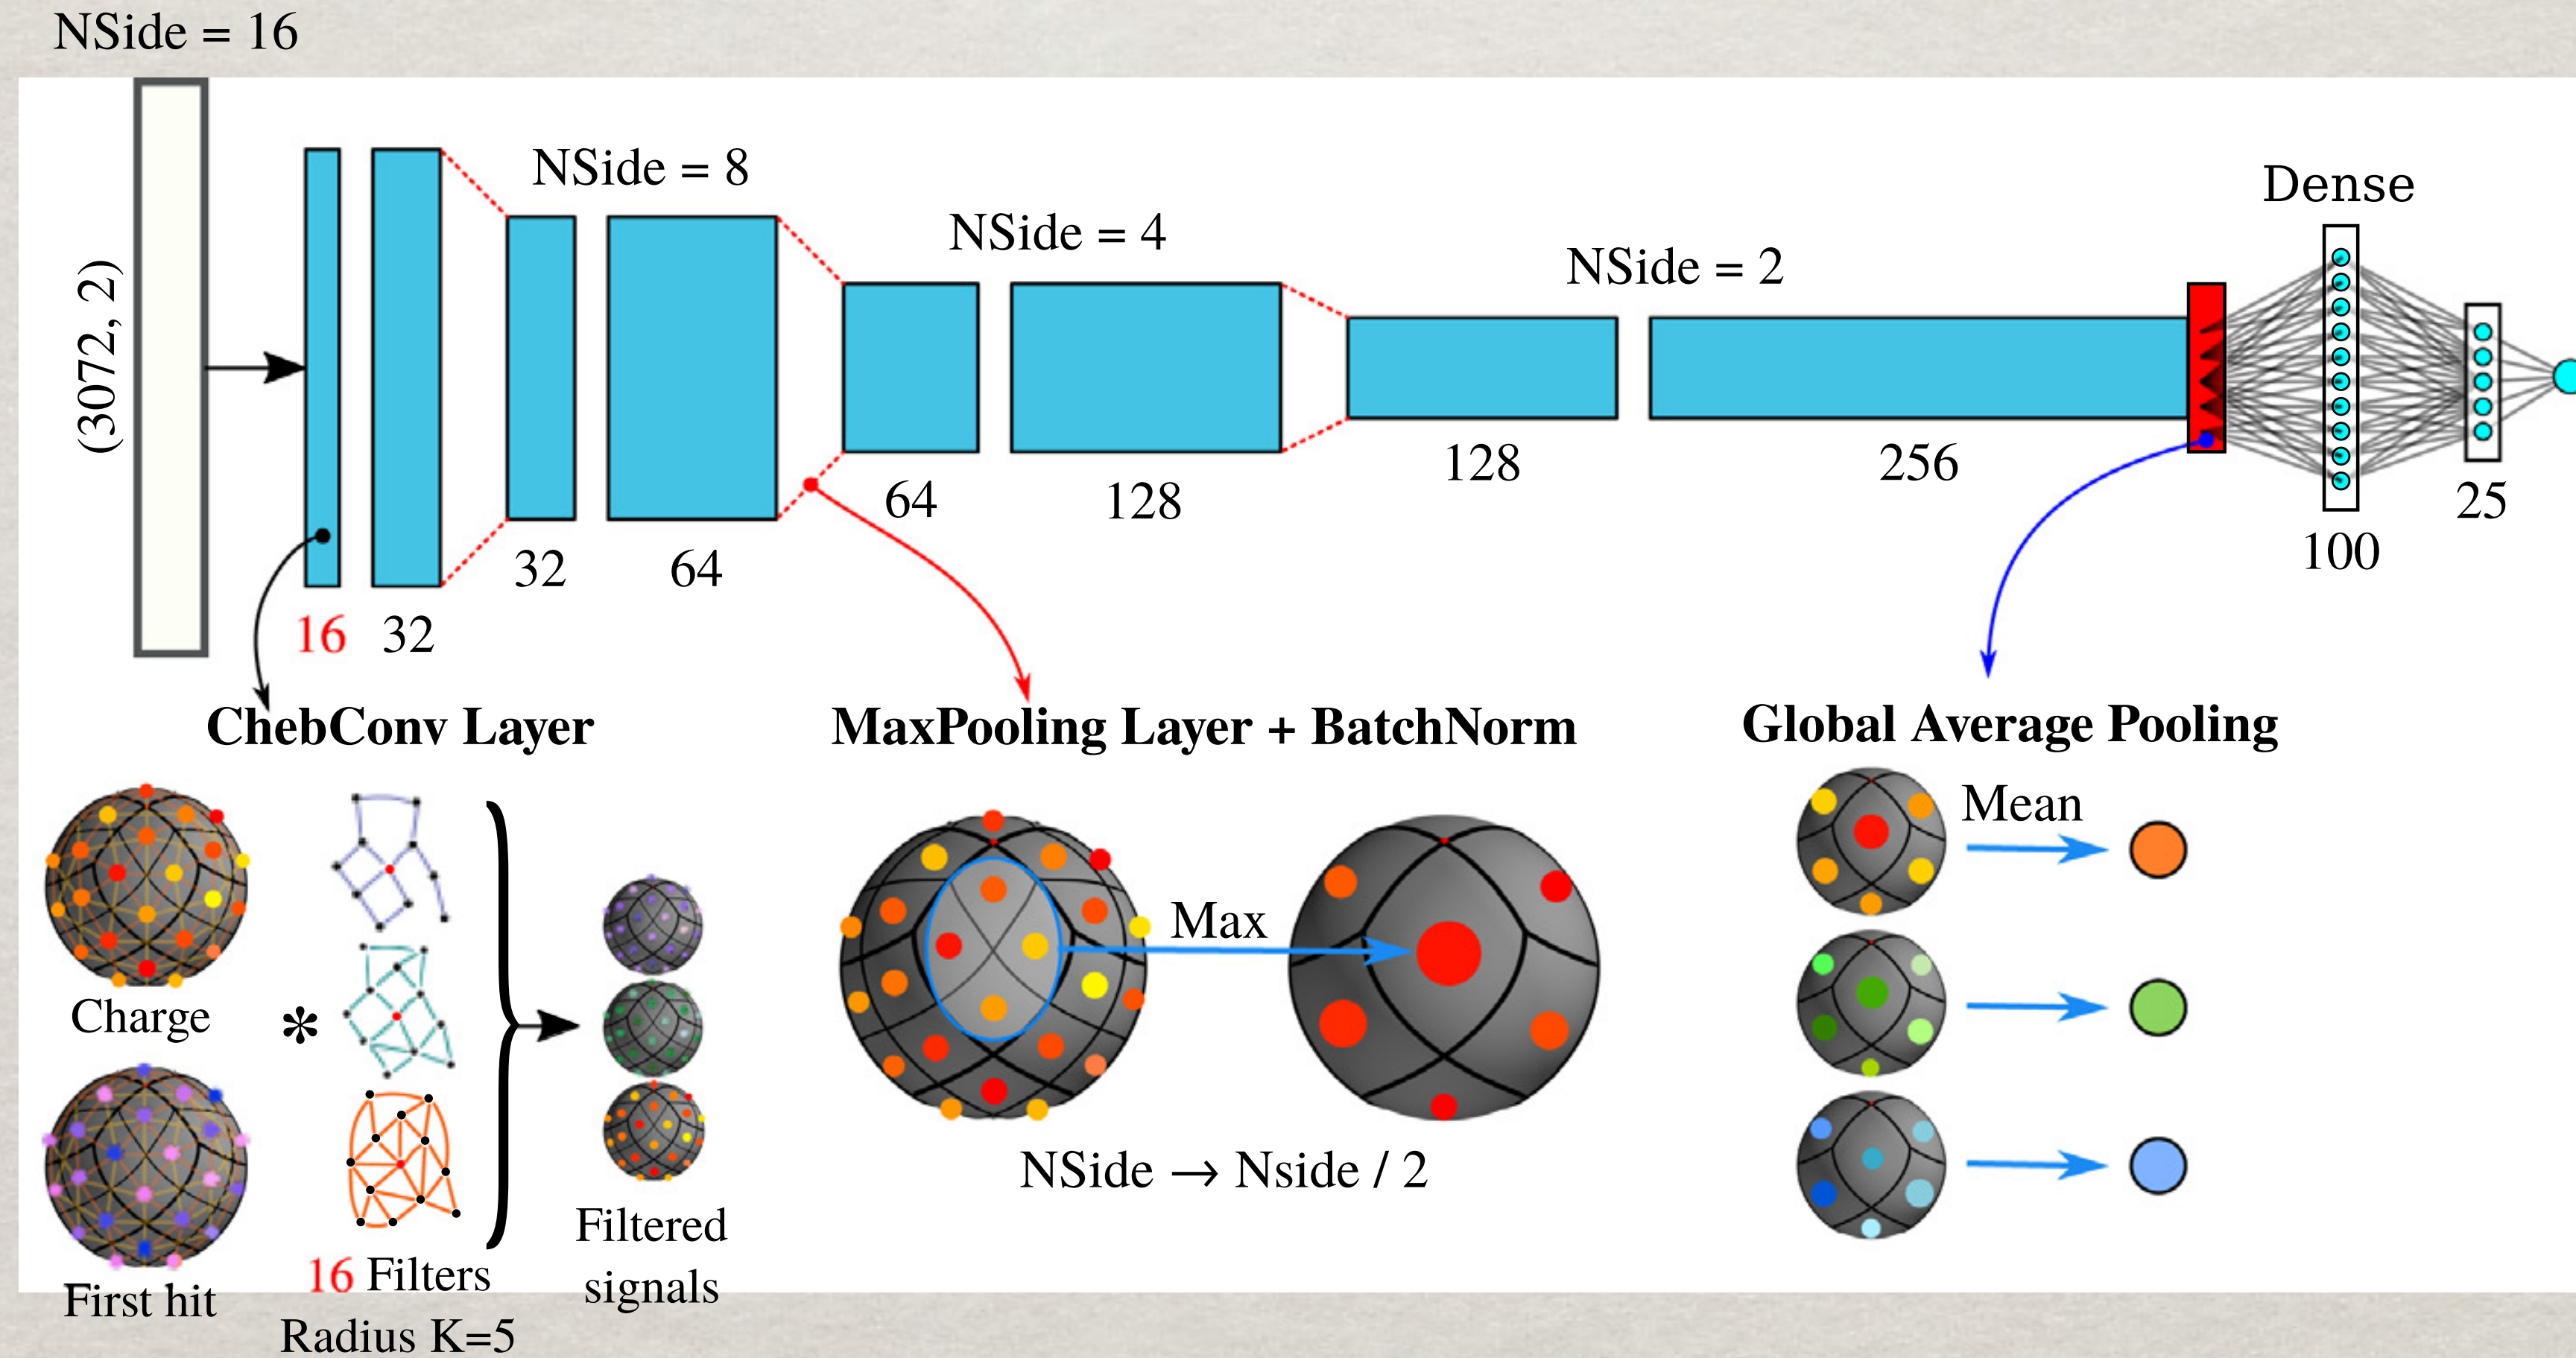 NSide = 16
(3072, 2)
NSide = 8
NSide = 4
NSide = 2
Dense
16
32
32
64
64
128
128
256
100
25
ChebConv Layer
MaxPooling Layer + BatchNorm
Global Average Pooling
Charge
*
First hit
16 Filters
Radius K=5
Filtered
signals
Max
NSide → Nside / 2
Mean